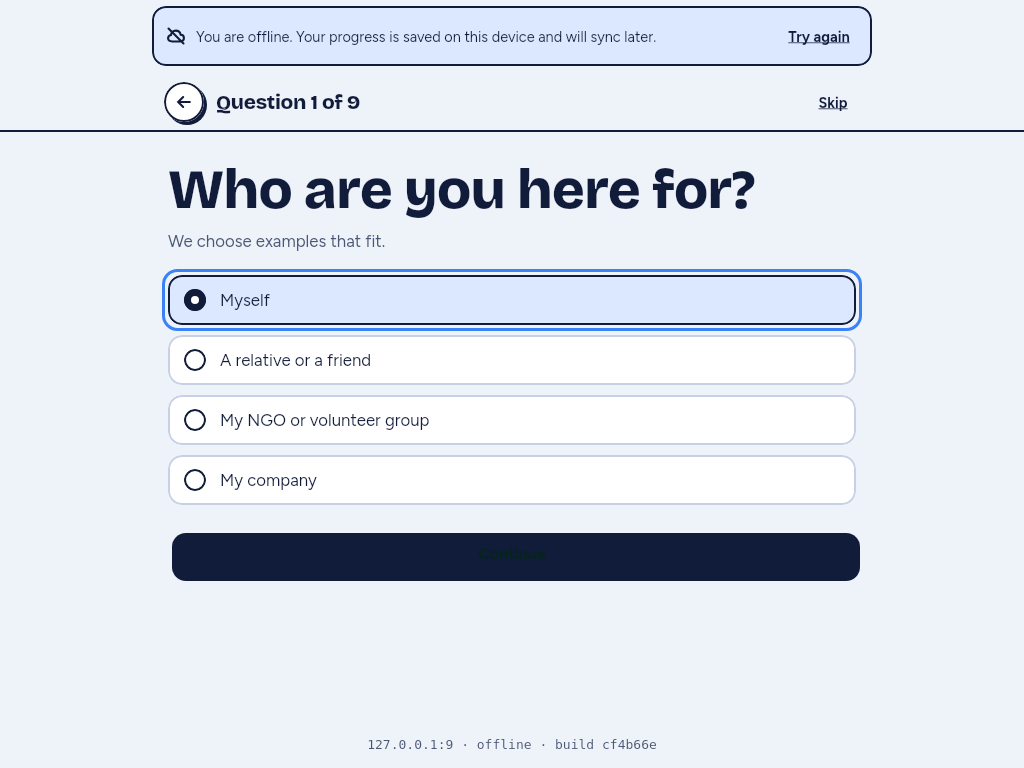 You are offline. Your progress is saved on this device and will sync later.
Try again
Question 1 of 9
Skip
Who are you here for?
We choose examples that fit.
Myself
A relative or a friend
My NGO or volunteer group
My company
Continue
127.0.0.1:9 · offline · build cf4b66e